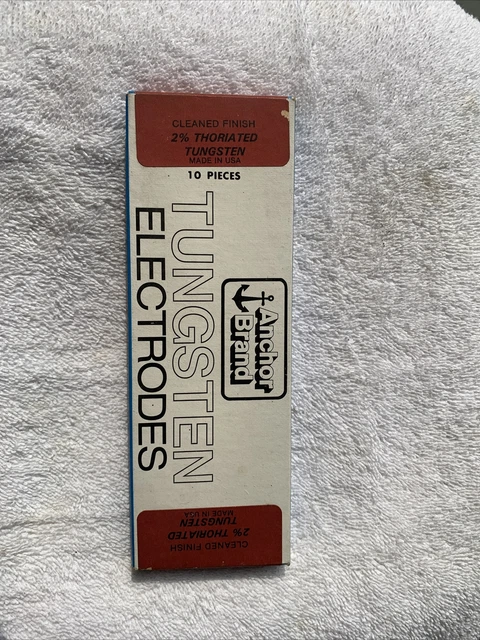 CLEANED FINISH
2% THORIATED
TUNGSTEN
MADE IN USA
10 PIECES
Anchor
Brand
TUNGSTEN
ELECTRODES
CLEANED FINISH
2% THORIATED
TUNGSTEN
MADE IN USA